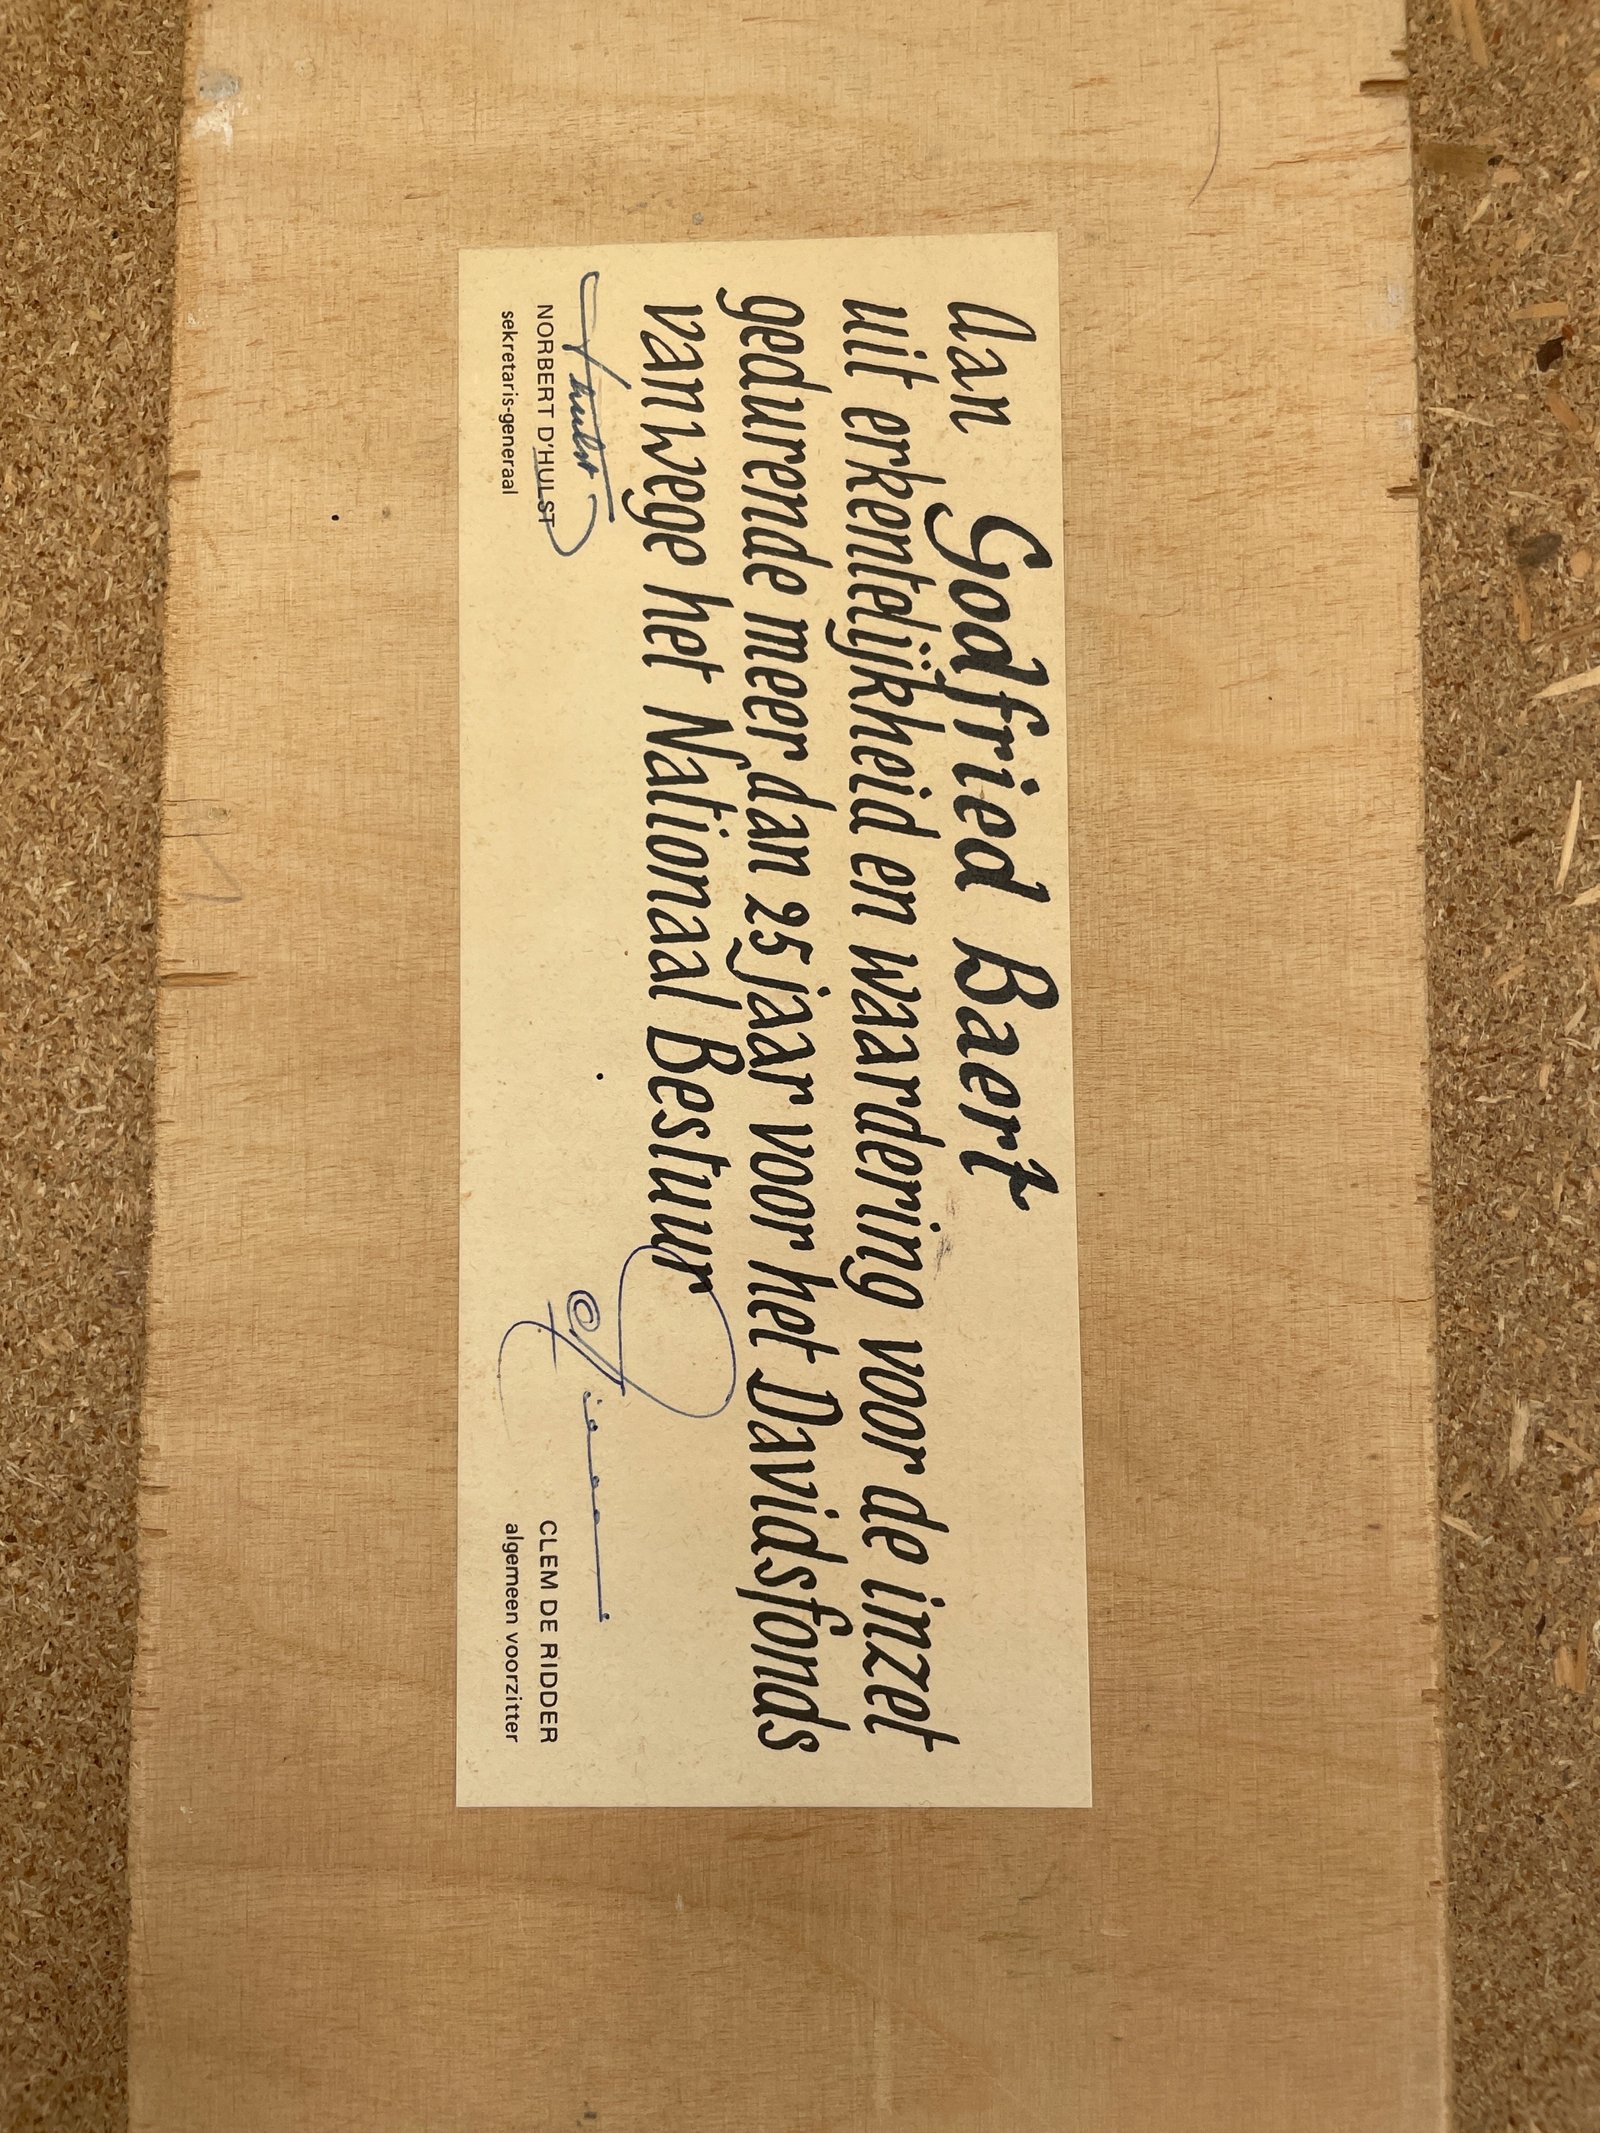 Aan Godfried Baert
uit erkentelijkheid en waardering voor de inzet
gedurende meer dan 25 jaar voor het Davidsfonds
vanwege het Nationaal Bestuur
NORBERT D'HULST
sekretaris-generaal
CLEM DE RIDDER
algemeen voorzitter